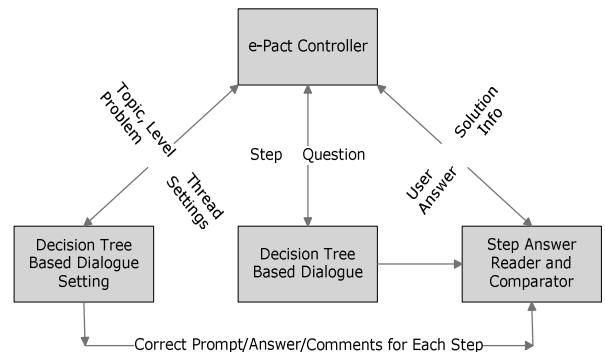 e-Pact Controller
Topic, Level
Problem
Thread
Settings
Step Question
Solution
Info
User
Answer
Decision Tree
Based Dialogue
Setting
Decision Tree
Based Dialogue
Step Answer
Reader and
Comparator
Correct Prompt/Answer/Comments for Each Step